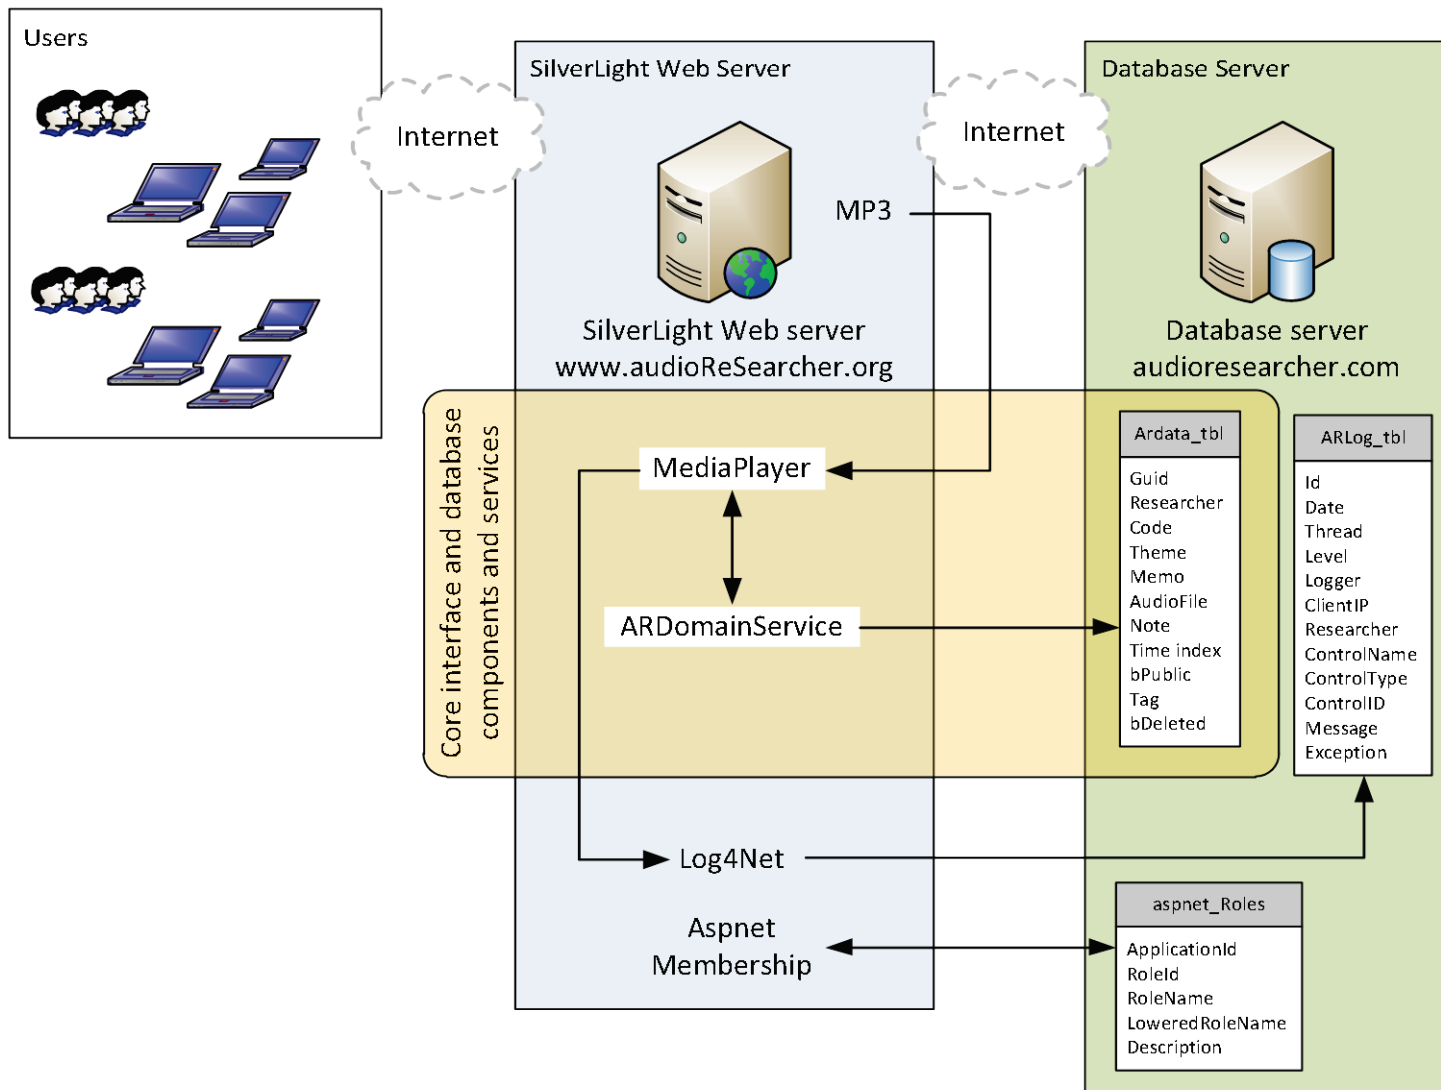 Users
Internet
SilverLight Web Server
MP3
SilverLight Web server
www.audioReSearcher.org
Internet
Database Server
Database server
audioresearcher.com
Core interface and database
components and services
MediaPlayer
ARDomainService
Log4Net
Aspnet
Membership
Ardata_tbl
Guid
Researcher
Code
Theme
Memo
AudioFile
Note
Time index
bPublic
Tag
bDeleted
ARLog_tbl
Id
Date
Thread
Level
Logger
ClientIP
Researcher
ControlName
ControlType
ControlID
Message
Exception
aspnet_Roles
ApplicationId
RoleId
RoleName
LoweredRoleName
Description